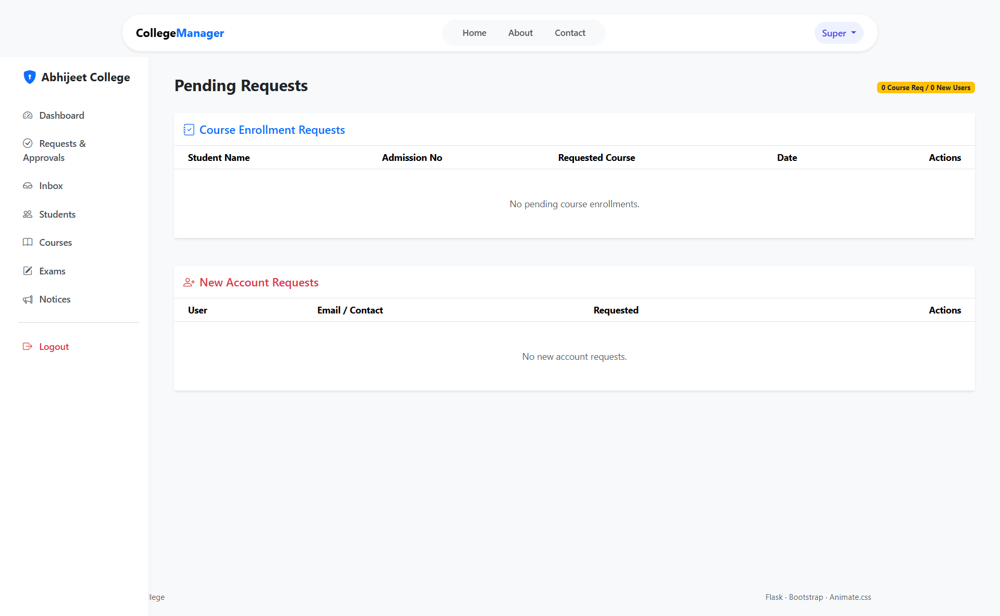 CollegeManager
Home
About
Contact
Super
Abhijeet College
Dashboard
Requests &
Approvals
Inbox
Students
Courses
Exams
Notices
Logout
Pending Requests
0 Course Req / 0 New Users
Course Enrollment Requests
Student Name
Admission No
Requested Course
Date
Actions
No pending course enrollments.
New Account Requests
User
Email / Contact
Requested
Actions
No new account requests.
llege
Flask · Bootstrap · Animate.css